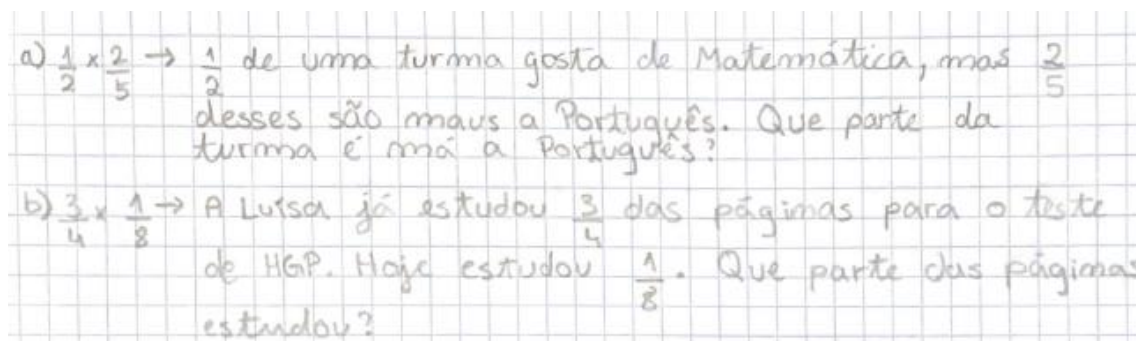 a) 1/2 × 2/5 → 1/2 de uma turma gosta de Matemática, mas 2/5
desses são maus a Português. Que parte da
turma é má a Português?
b) 3/4 × 1/8 → A Luísa já estudou 3/4 das páginas para o teste
de HGP. Hoje estudou 1/8. Que parte das páginas
estudou?